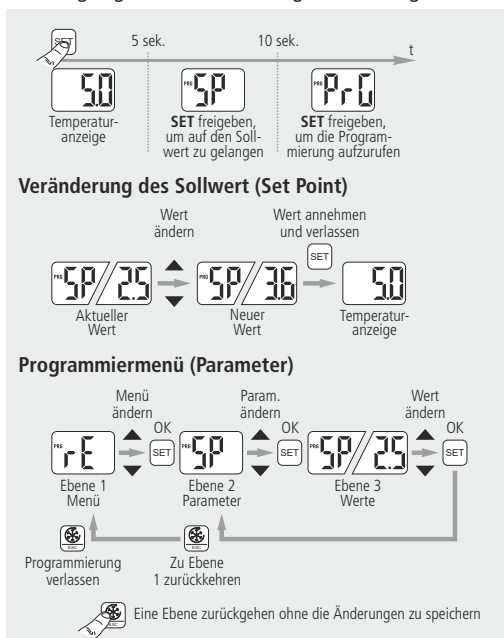 SET
5 sek.
10 sek.
t
5.0
PRG SP
PRG PrG
Temperatur-
anzeige
SET freigeben,
um auf den Soll-
wert zu gelangen
SET freigeben,
um die Program-
mierung aufzurufen
Veränderung des Sollwert (Set Point)
Wert
ändern
Wert annehmen
und verlassen
SET
PRG SP/2.5
PRG SP/3.6
5.0
Aktueller
Wert
Neuer
Wert
Temperatur-
anzeige
Programmiermenü (Parameter)
Menü
ändern
Param.
ändern
Wert
ändern
OK
OK
OK
PRG rE
SET
PRG SP
SET
PRG SP/2.5
SET
Ebene 1
Menü
Ebene 2
Parameter
Ebene 3
Werte
ESC
ESC
Programmierung
verlassen
Zu Ebene
1 zurückkehren
ESC
Eine Ebene zurückgehen ohne die Änderungen zu speichern